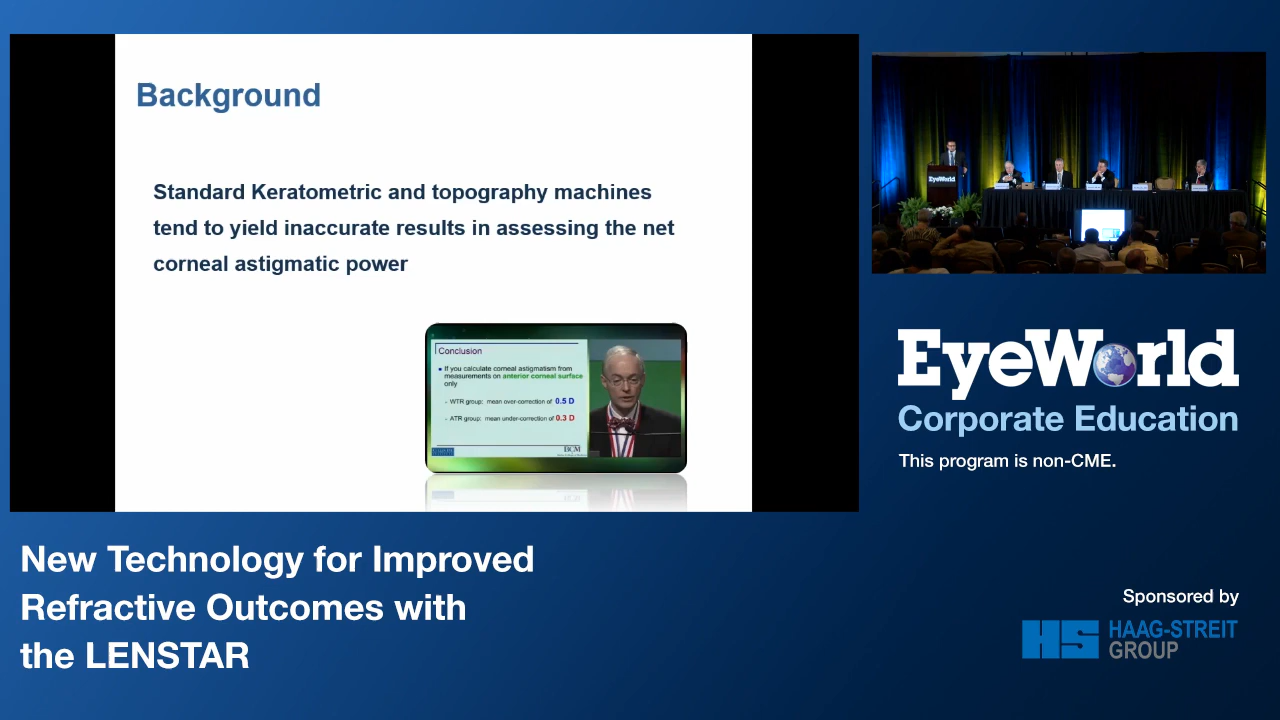 Background
Standard Keratometric and topography machines
tend to yield inaccurate results in assessing the net
corneal astigmatic power
Conclusion
If you calculate corneal astigmatism from
measurements on anterior corneal surface
only
– WTR group: mean over-correction of 0.5 D
– ATR group: mean under-correction of 0.3 D
BCM
EyeWorld
EyeWorld
Corporate Education
This program is non-CME.
New Technology for Improved
Refractive Outcomes with
the LENSTAR
Sponsored by
HS HAAG-STREIT
GROUP